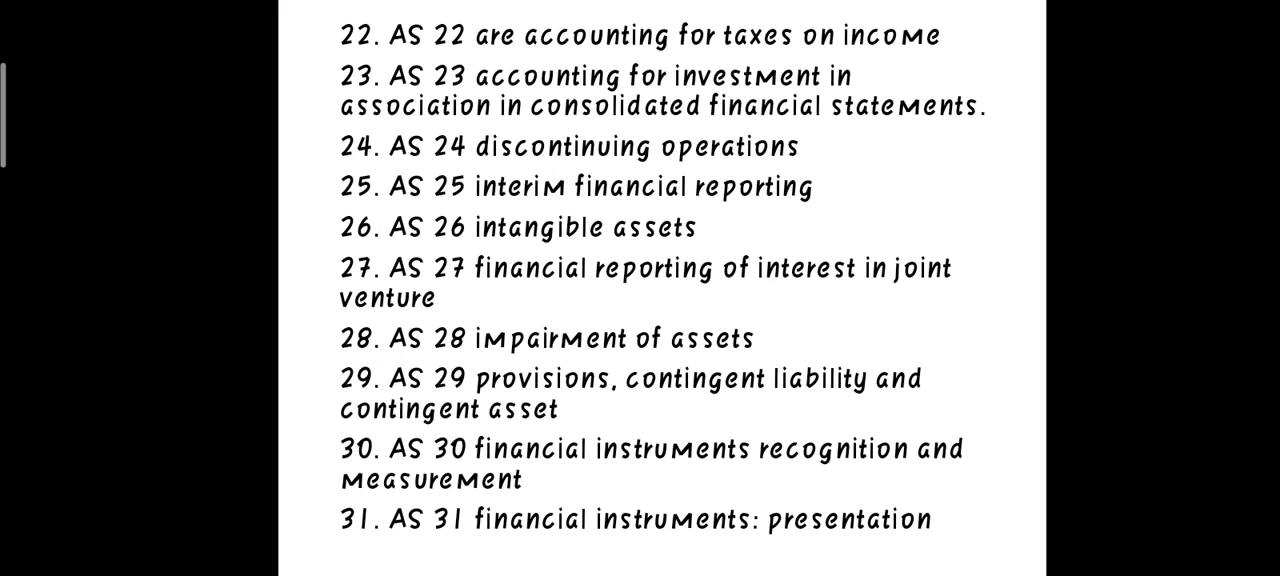 22. AS 22 are accounting for taxes on income
23. AS 23 accounting for investment in
association in consolidated financial statements.
24. AS 24 discontinuing operations
25. AS 25 interim financial reporting
26. AS 26 intangible assets
27. AS 27 financial reporting of interest in joint
venture
28. AS 28 impairment of assets
29. AS 29 provisions, contingent liability and
contingent asset
30. AS 30 financial instruments recognition and
measurement
31. AS 31 financial instruments: presentation